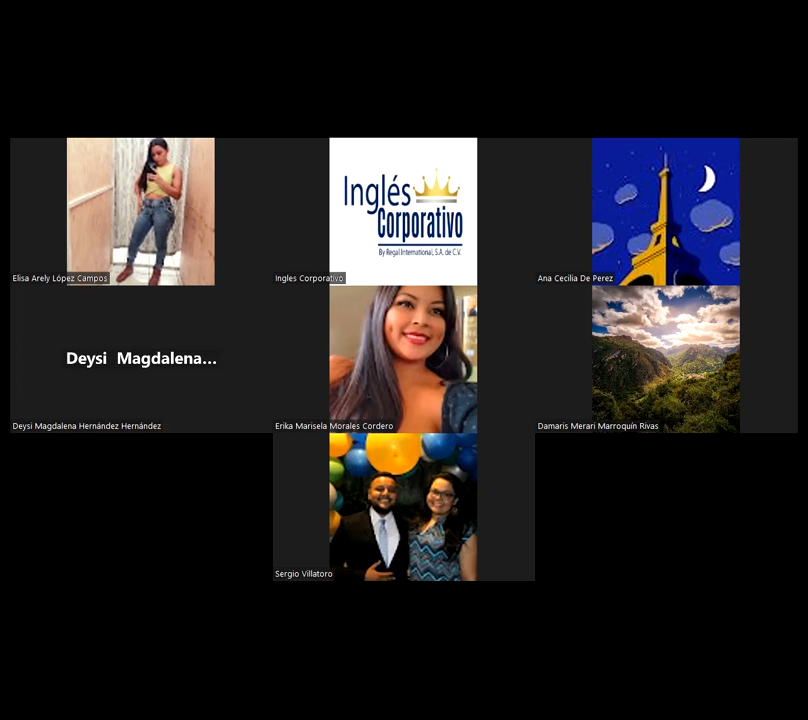 Inglés
Corporativo
By Regal International, S.A. de C.V.
Elisa Arely López Campos
Ingles Corporativo
Ana Cecilia De Perez
Deysi Magdalena...
Deysi Magdalena Hernández Hernández
Erika Marisela Morales Cordero
Damaris Merari Marroquín Rivas
Sergio Villatoro